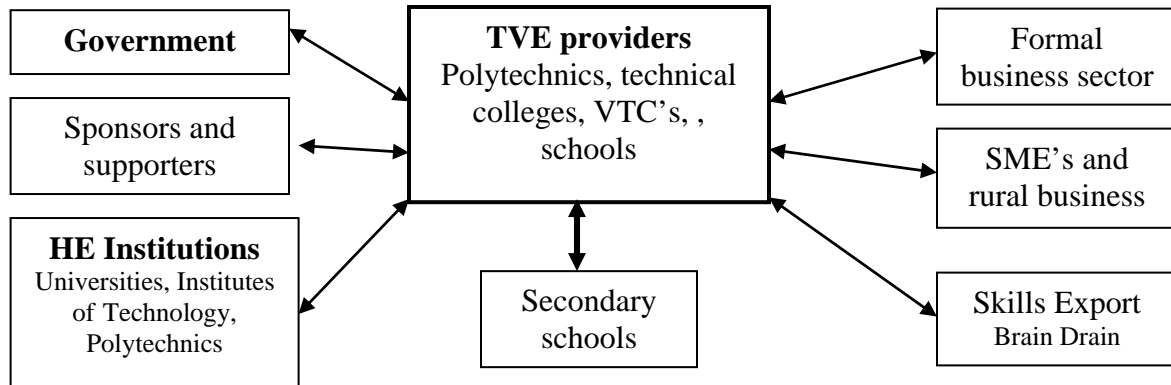 Government
Sponsors and
supporters
HE Institutions
Universities, Institutes
of Technology,
Polytechnics
TVE providers
Polytechnics, technical
colleges, VTC’s, ,
schools
Secondary
schools
Formal
business sector
SME’s and
rural business
Skills Export
Brain Drain